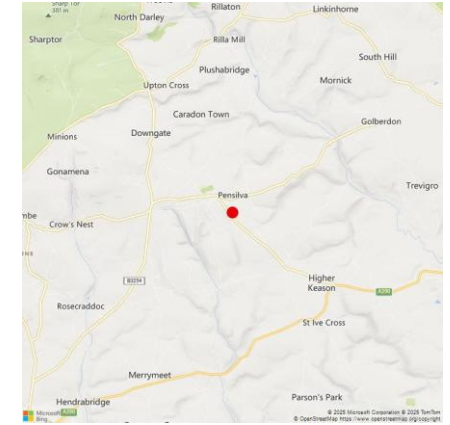 Sharp Tor
381 m
North Darley
Rillaton
Linkinhorne
Sharptor
Rilla Mill
Plushabridge
South Hill
Upton Cross
Mornick
Caradon Town
Golberdon
Minions
Downgate
Gonamena
Trevigro
Pensilva
Crow's Nest
B3254
Higher
Keason
A390
Rosecraddoc
St Ive Cross
Merrymeet
Parson's Park
Hendrabridge
A390
Microsoft
Bing
© 2025 Microsoft Corporation © 2025 TomTom
© OpenStreetMap https://www.openstreetmap.org/copyright